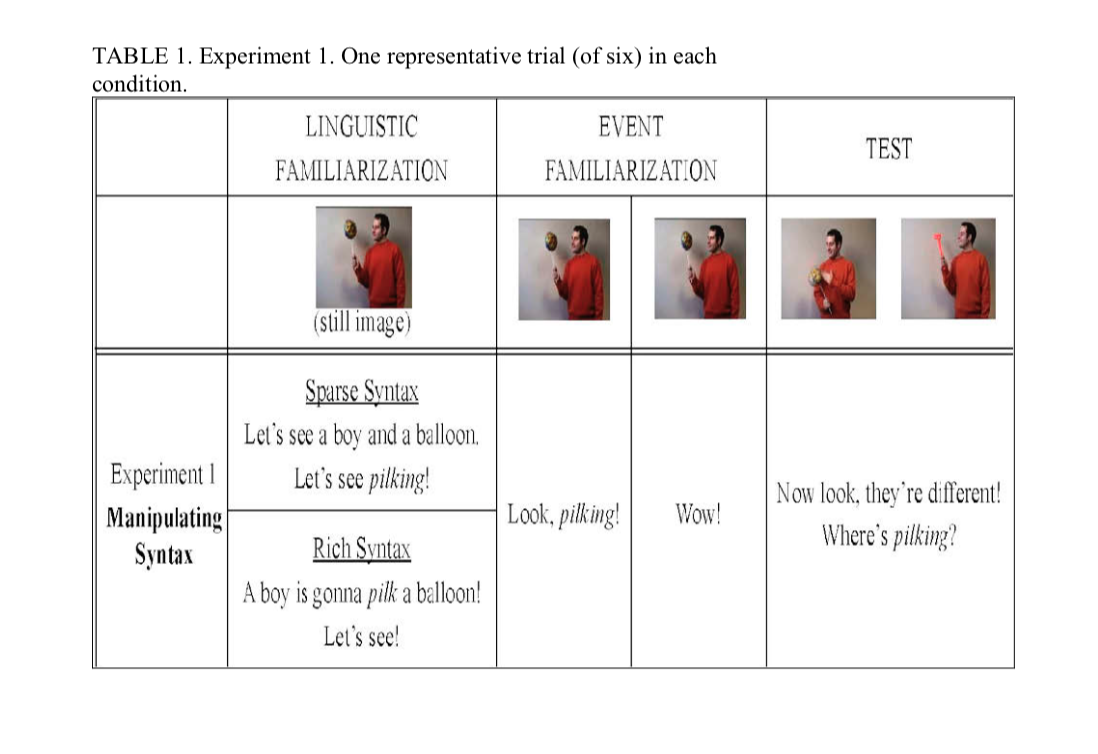 TABLE 1. Experiment 1. One representative trial (of six) in each
condition.
LINGUISTIC
FAMILIARIZATION
EVENT
FAMILIARIZATION
TEST
(still image)
Experiment 1
Manipulating
Syntax
Sparse Syntax
Let's see a boy and a balloon.
Let's see pilking!
Rich Syntax
A boy is gonna pilk a balloon!
Let's see!
Look, pilking!
Wow!
Now look, they're different!
Where's pilking?